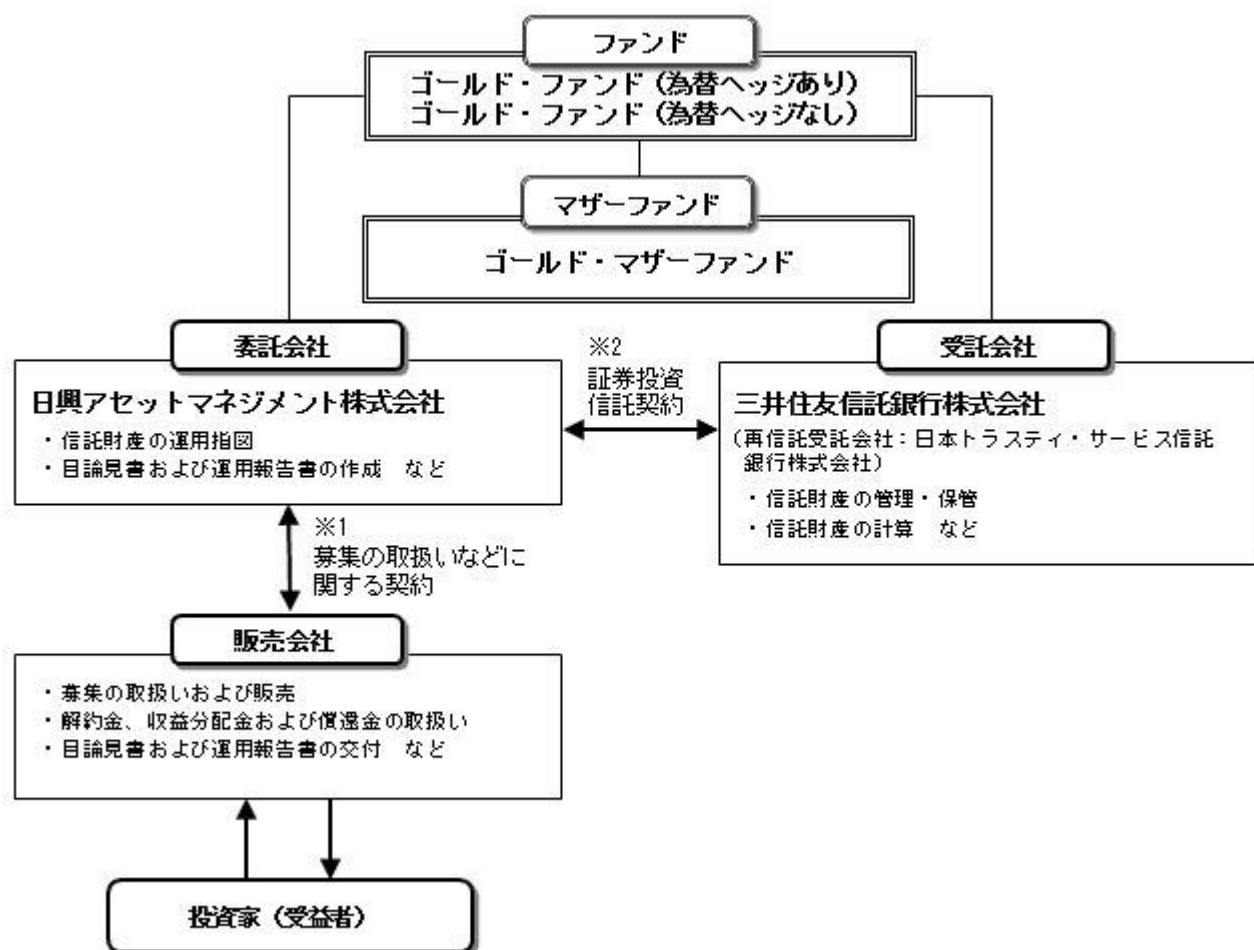 ファンド
ゴールド・ファンド（為替ヘッジあり）
ゴールド・ファンド（為替ヘッジなし）
マザーファンド
ゴールド・マザーファンド
委託会社
日興アセットマネジメント株式会社
・信託財産の運用指図
・目論見書および運用報告書の作成　など
※2
証券投資
信託契約
受託会社
三井住友信託銀行株式会社
（再信託受託会社：日本トラスティ・サービス信託
銀行株式会社）
・信託財産の管理・保管
・信託財産の計算　など
※1
募集の取扱いなどに
関する契約
販売会社
・募集の取扱いおよび販売
・解約金、収益分配金および償還金の取扱い
・目論見書および運用報告書の交付　など
投資家（受益者）